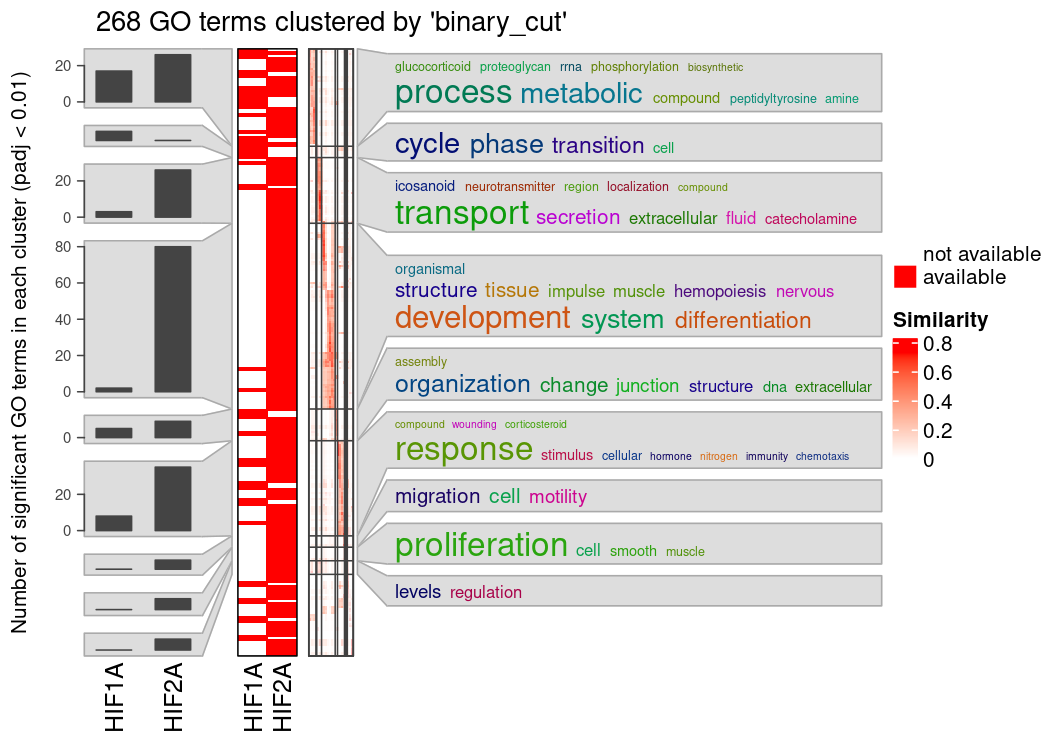 268 GO terms clustered by 'binary_cut'
Number of significant GO terms in each cluster (padj < 0.01)
20
0
20
0
80
60
40
20
0
0
20
0
HIF1A
HIF2A
HIF1A
HIF2A
glucocorticoid proteoglycan rrna phosphorylation biosynthetic
process metabolic compound peptidyltyrosine amine
cycle phase transition cell
icosanoid neurotransmitter region localization compound
transport secretion extracellular fluid catecholamine
organismal
structure tissue impulse muscle hemopoiesis nervous
development system differentiation
assembly
organization change junction structure dna extracellular
compound wounding corticosteroid
response stimulus cellular hormone nitrogen immunity chemotaxis
migration cell motility
proliferation cell smooth muscle
levels regulation
not available
available
Similarity
0.8
0.6
0.4
0.2
0